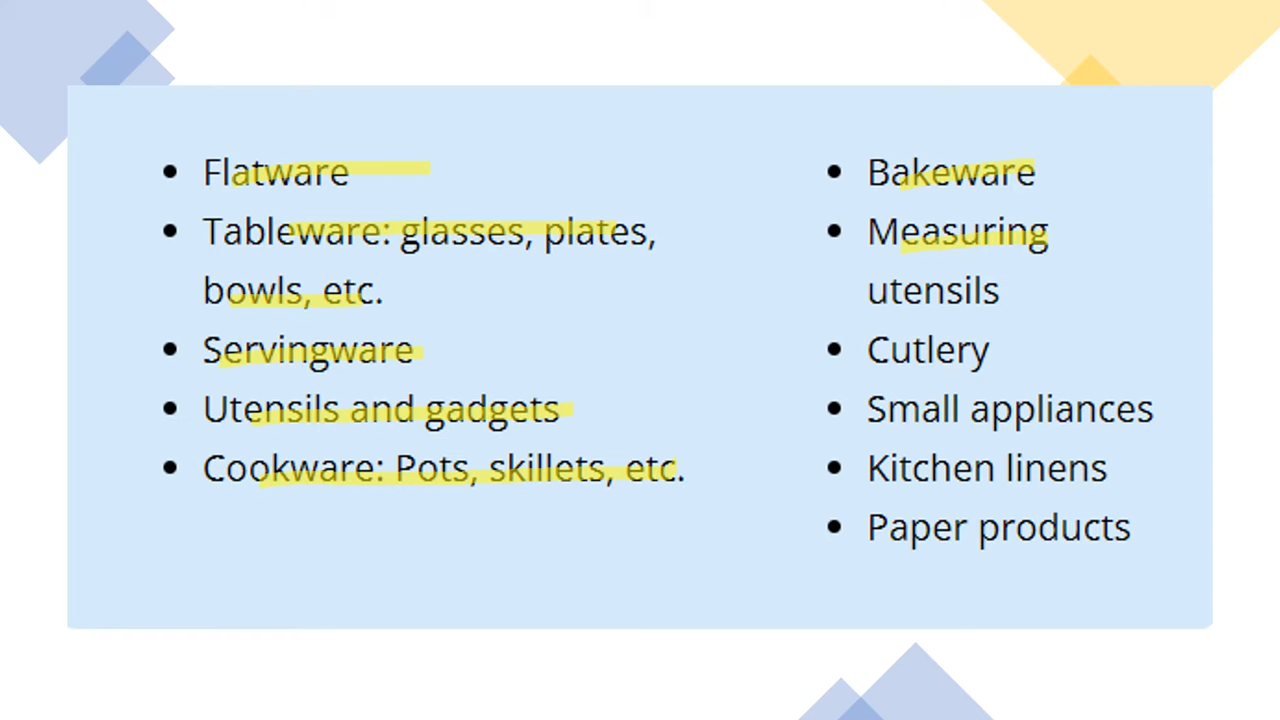 • Flatware
• Tableware: glasses, plates,
bowls, etc.
• Servingware
• Utensils and gadgets
• Cookware: Pots, skillets, etc.
• Bakeware
• Measuring
utensils
• Cutlery
• Small appliances
• Kitchen linens
• Paper products